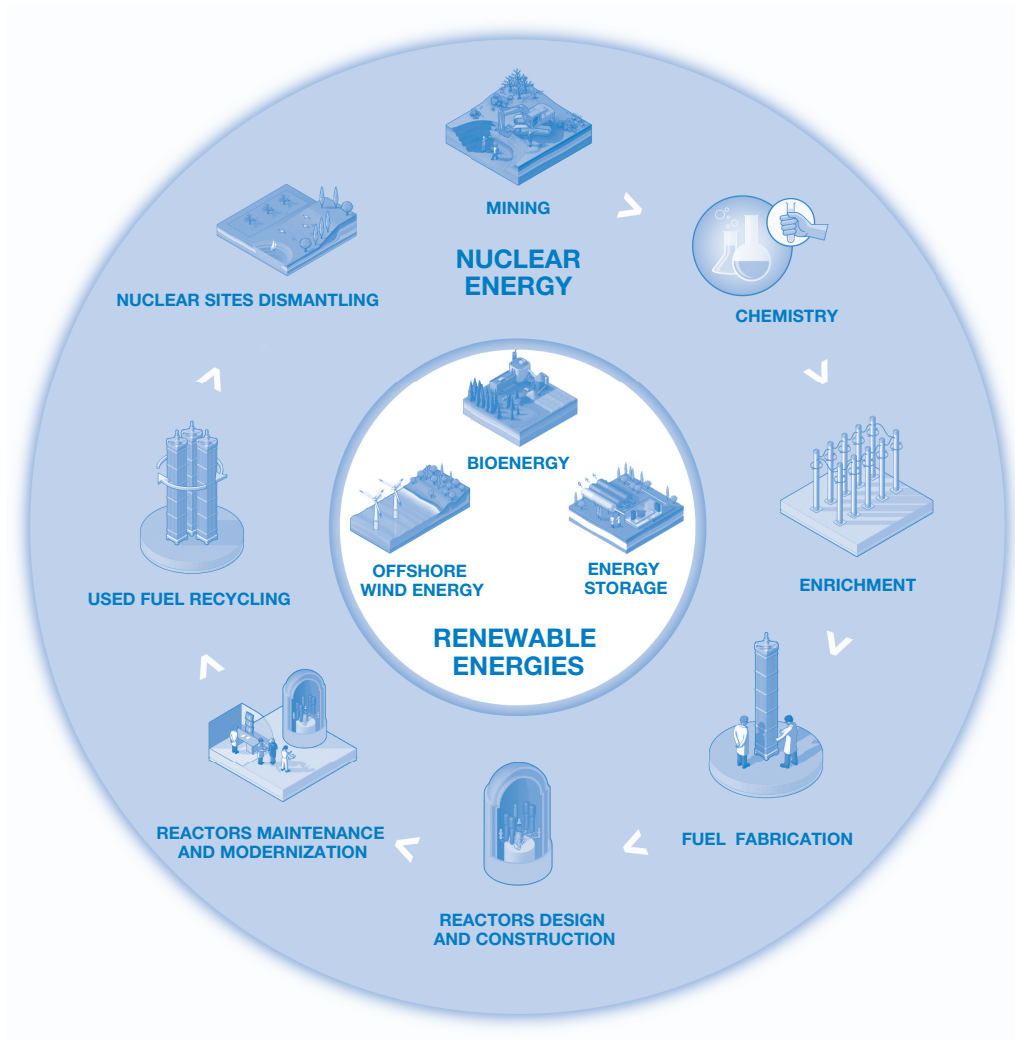 MINING
NUCLEAR
ENERGY
NUCLEAR SITES DISMANTLING
CHEMISTRY
BIOENERGY
OFFSHORE
WIND ENERGY
ENERGY
STORAGE
USED FUEL RECYCLING
ENRICHMENT
RENEWABLE
ENERGIES
REACTORS MAINTENANCE
AND MODERNIZATION
FUEL FABRICATION
REACTORS DESIGN
AND CONSTRUCTION